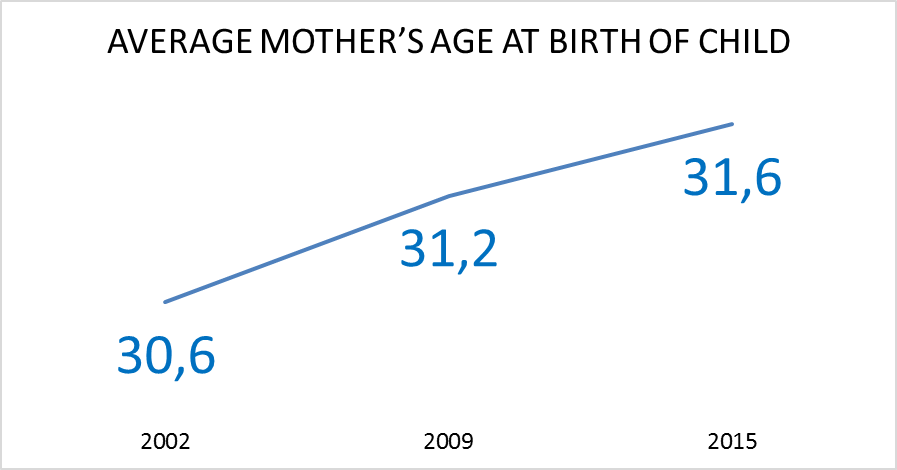 AVERAGE MOTHER’S AGE AT BIRTH OF CHILD
31,6
31,2
30,6
2002 2009 2015